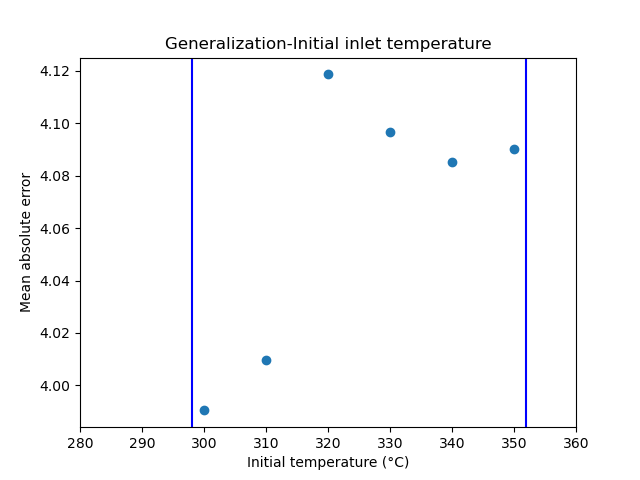 Generalization-Initial inlet temperature
Mean absolute error
4.12
4.10
4.08
4.06
4.04
4.02
4.00
280 290 300 310 320 330 340 350 360
Initial temperature (°C)